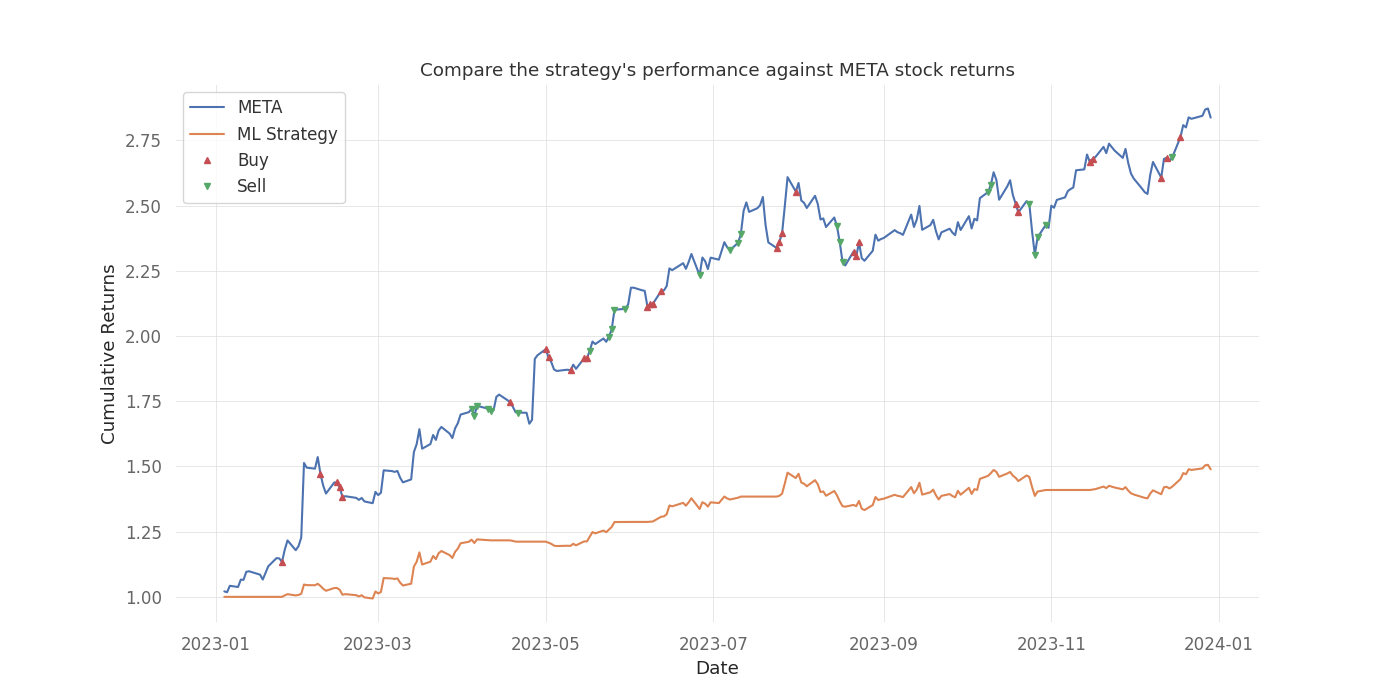 Compare the strategy's performance against META stock returns
META
ML Strategy
Buy
Sell
2.75
2.50
2.25
2.00
1.75
1.50
1.25
1.00
Cumulative Returns
2023-01
2023-03
2023-05
2023-07
2023-09
2023-11
2024-01
Date